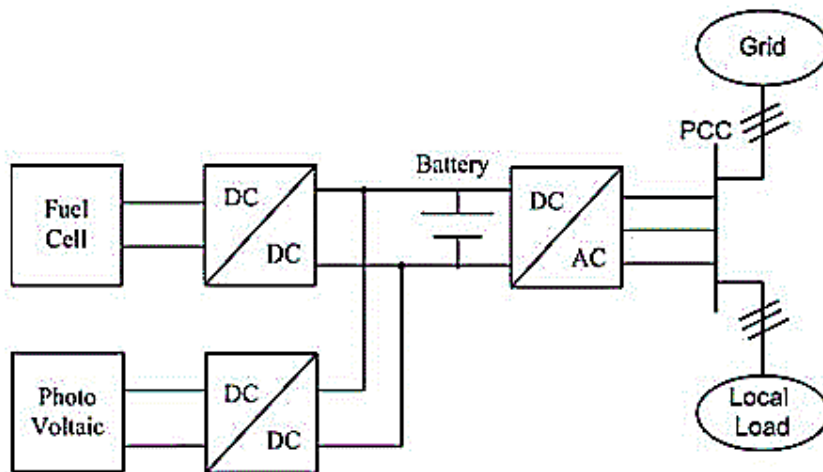 Grid
PCC
Battery
Fuel
Cell
DC
DC
DC
AC
Photo
Voltaic
DC
DC
Local
Load